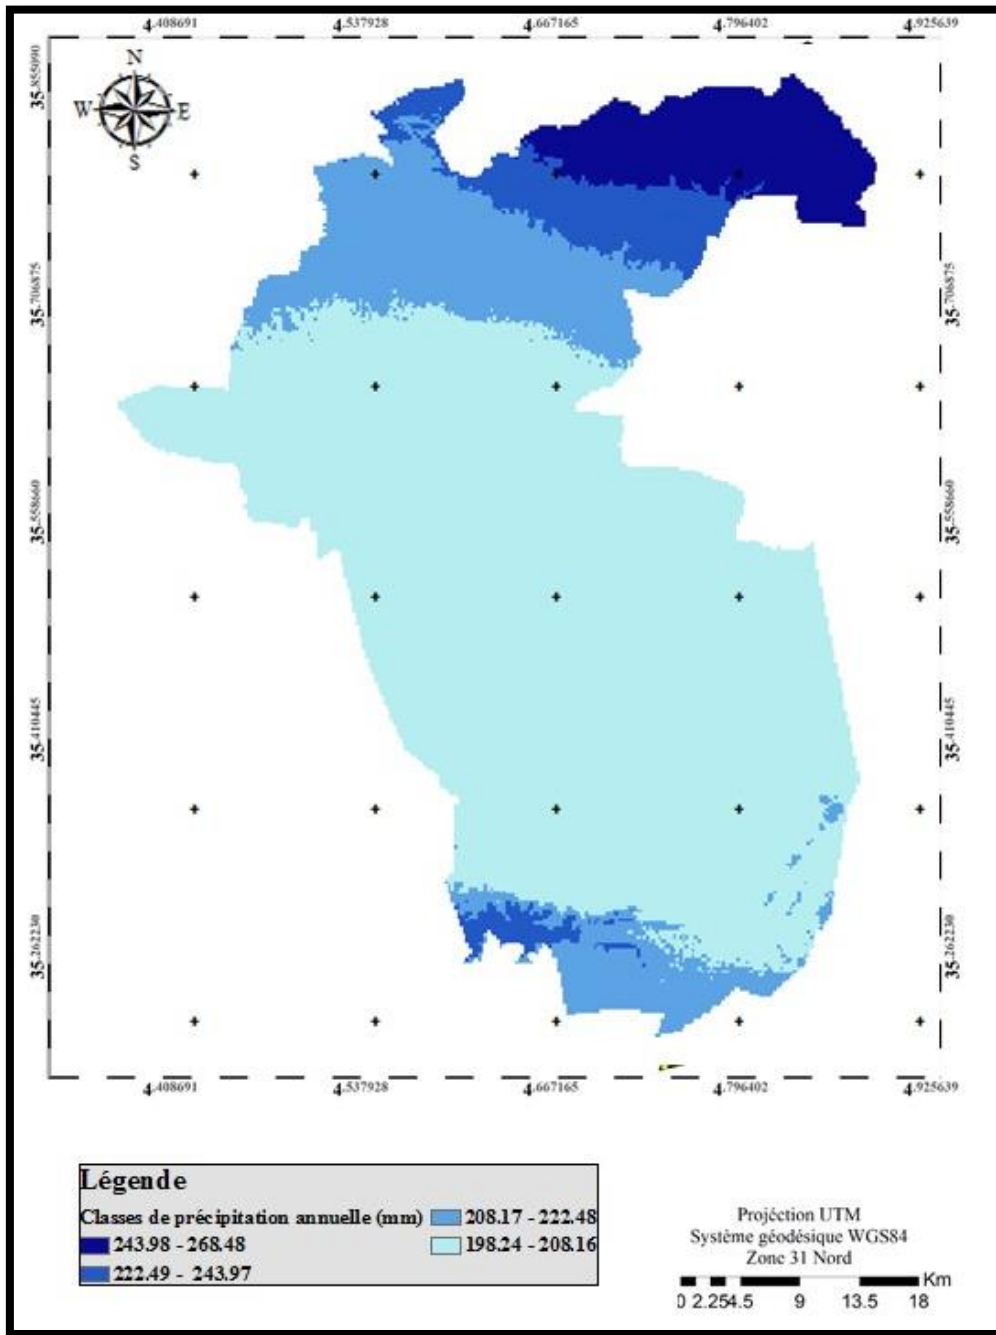 4.408691 4.537928 4.667165 4.796402 4.925639
35.855090
N
W E
S
35.706875 35.706875
35.558660 35.558660
35.410445 35.410445
35.262230 35.262230
4.408691 4.537928 4.667165 4.796402 4.925639
Légende
Classes de précipitation annuelle (mm) 208.17 - 222.48
243.98 - 268.48 198.24 - 208.16
222.49 - 243.97
Projéction UTM
Système géodésique WGS84
Zone 31 Nord
Km
0 2.254.5 9 13.5 18